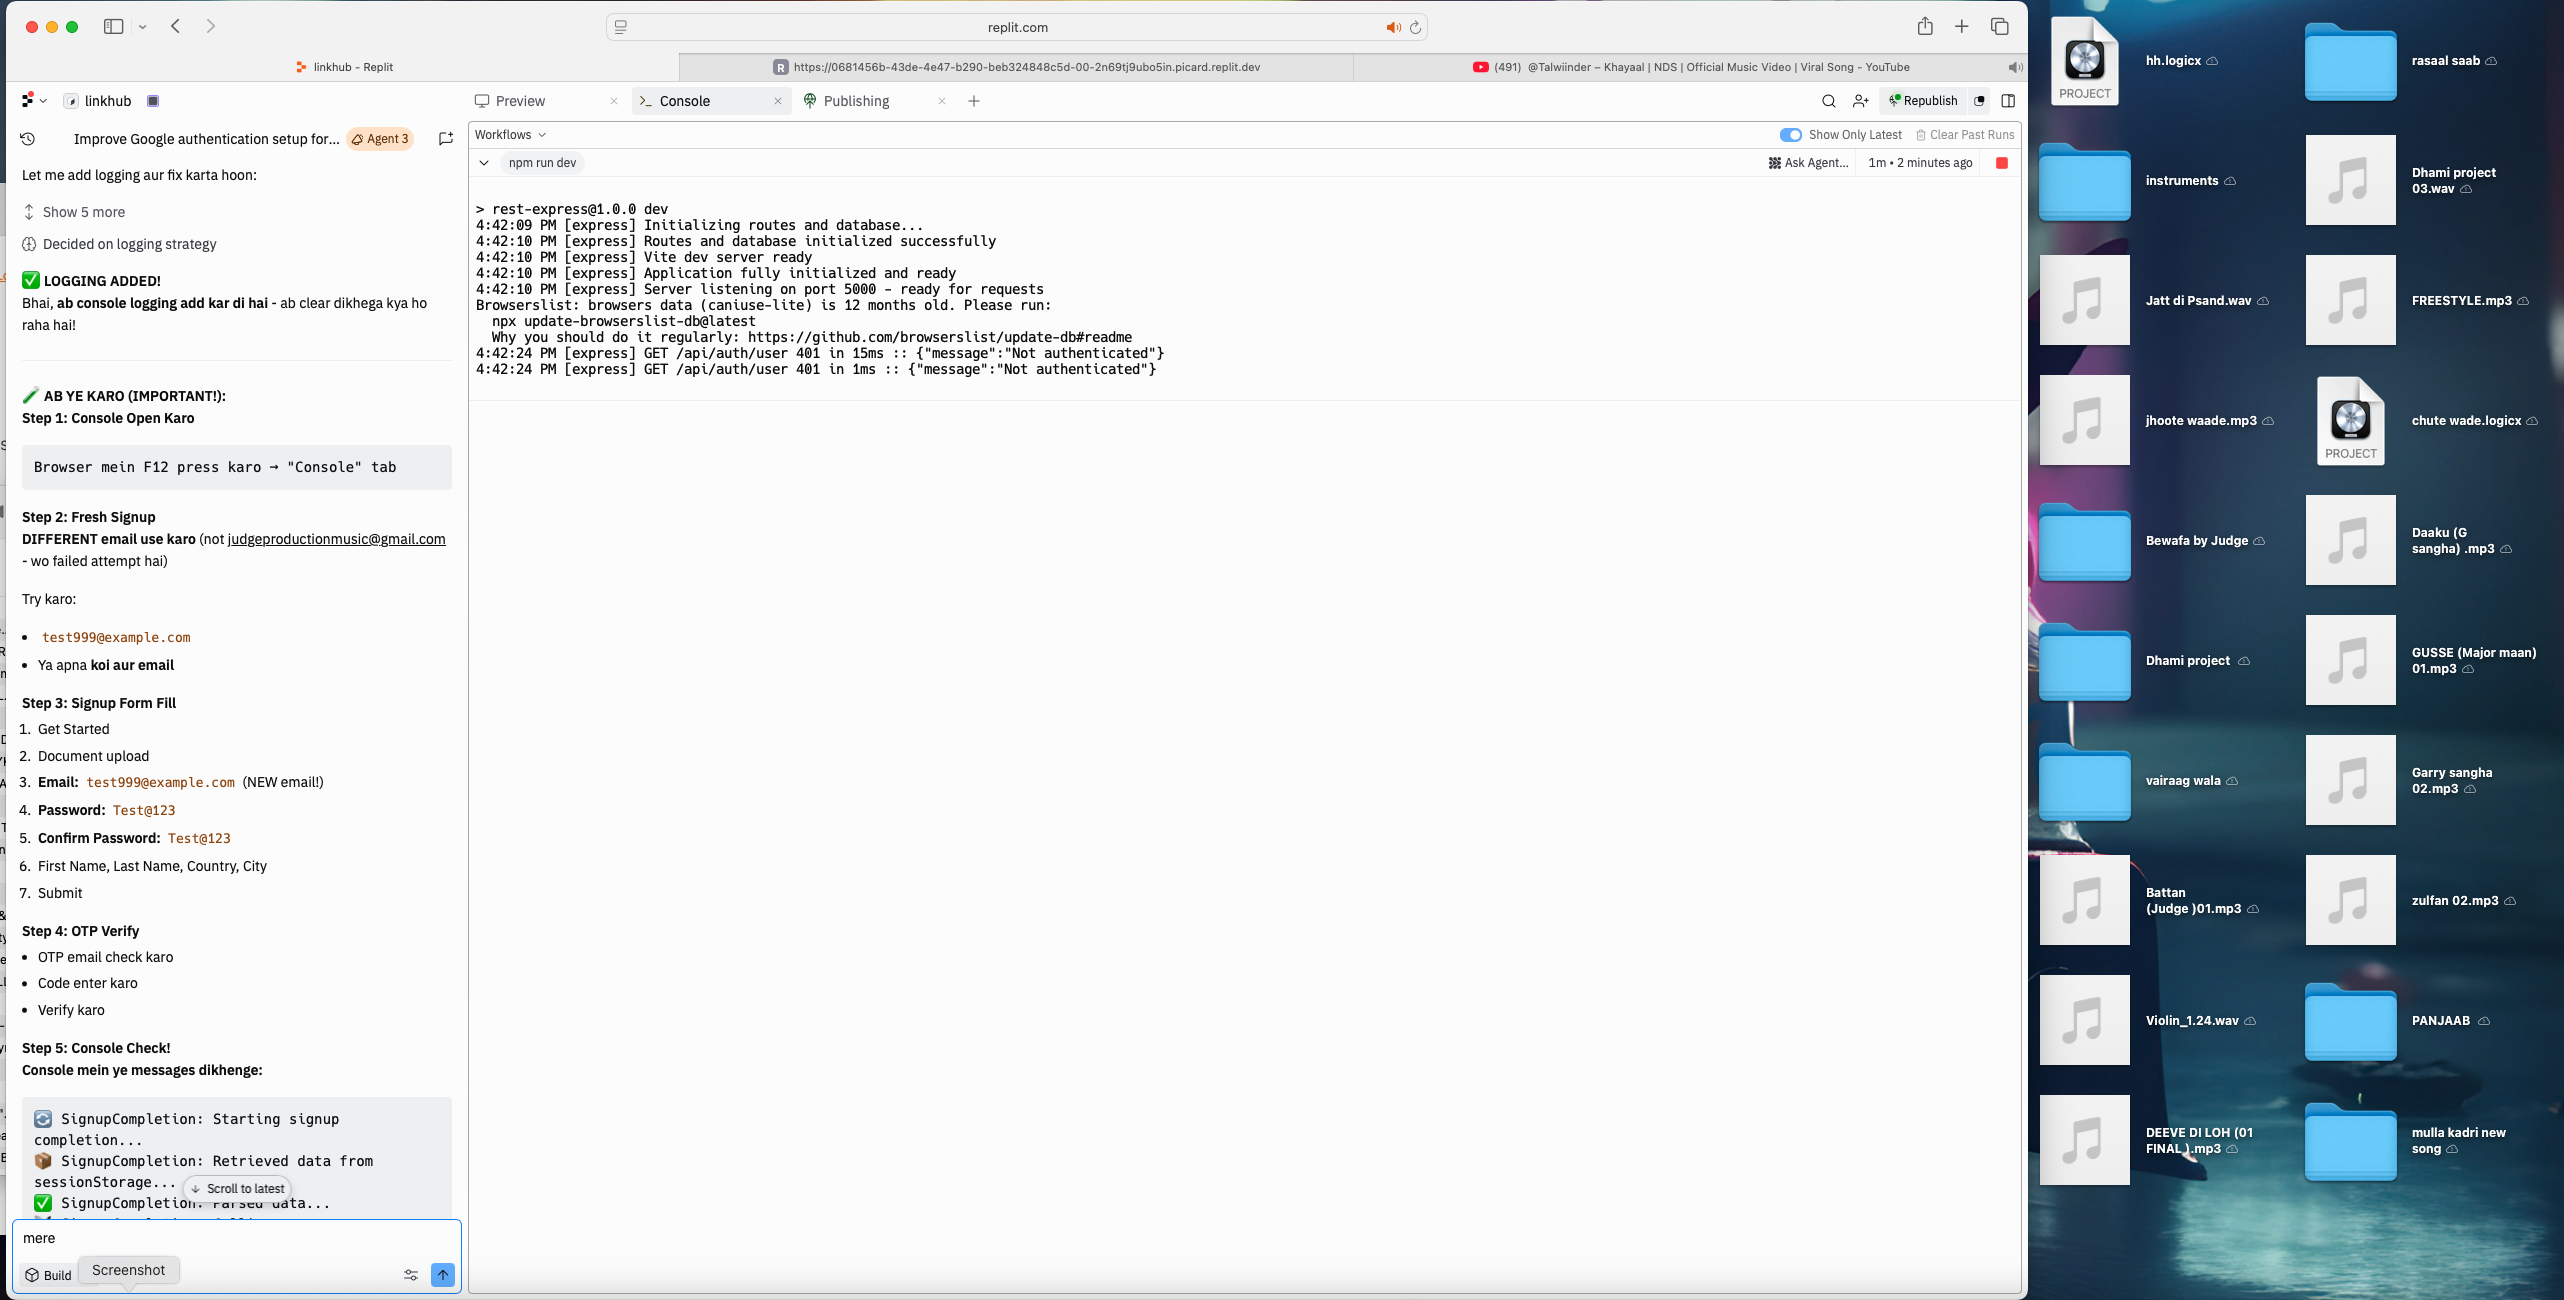 replit.com
linkhub - Replit
https://0681456b-43de-4e47-b290-beb324848c5d-00-2n69tj9ubo5in.picard.replit.dev
(491) @Talwiinder – Khayaal | NDS | Official Music Video | Viral Song - YouTube
linkhub
Preview
Console
Publishing
Republish
Improve Google authentication setup for...
Agent 3
Let me add logging aur fix karta hoon:
Show 5 more
Decided on logging strategy
LOGGING ADDED!
Bhai, ab console logging add kar di hai - ab clear dikhega kya ho
raha hai!
AB YE KARO (IMPORTANT!):
Step 1: Console Open Karo
Browser mein F12 press karo → "Console" tab
Step 2: Fresh Signup
DIFFERENT email use karo (not judgeproductionmusic@gmail.com
- wo failed attempt hai)
Try karo:
• test999@example.com
• Ya apna koi aur email
Step 3: Signup Form Fill
1. Get Started
2. Document upload
3. Email: test999@example.com (NEW email!)
4. Password: Test@123
5. Confirm Password: Test@123
6. First Name, Last Name, Country, City
7. Submit
Step 4: OTP Verify
• OTP email check karo
• Code enter karo
• Verify karo
Step 5: Console Check!
Console mein ye messages dikhenge:
SignupCompletion: Starting signup
completion...
SignupCompletion: Retrieved data from
sessionStorage...
Scroll to latest
SignupCompletion: Parsed data...
mere
Build
Screenshot
Workflows
Show Only Latest
Clear Past Runs
npm run dev
Ask Agent...
1m • 2 minutes ago
> rest-express@1.0.0 dev
4:42:09 PM [express] Initializing routes and database...
4:42:10 PM [express] Routes and database initialized successfully
4:42:10 PM [express] Vite dev server ready
4:42:10 PM [express] Application fully initialized and ready
4:42:10 PM [express] Server listening on port 5000 - ready for requests
Browserslist: browsers data (caniuse-lite) is 12 months old. Please run:
npx update-browserslist-db@latest
Why you should do it regularly: https://github.com/browserslist/update-db#readme
4:42:24 PM [express] GET /api/auth/user 401 in 15ms :: {"message":"Not authenticated"}
4:42:24 PM [express] GET /api/auth/user 401 in 1ms :: {"message":"Not authenticated"}
PROJECT
hh.logicx
rasaal saab
instruments
Dhami project
03.wav
Jatt di Psand.wav
FREESTYLE.mp3
jhoote waade.mp3
PROJECT
chute wade.logicx
Bewafa by Judge
Daaku (G
sangha) .mp3
Dhami project
GUSSE (Major maan)
01.mp3
vairaag wala
Garry sangha
02.mp3
Battan
(Judge )01.mp3
zulfan 02.mp3
Violin_1.24.wav
PANJAAB
DEEVE DI LOH (01
FINAL ).mp3
mulla kadri new
song